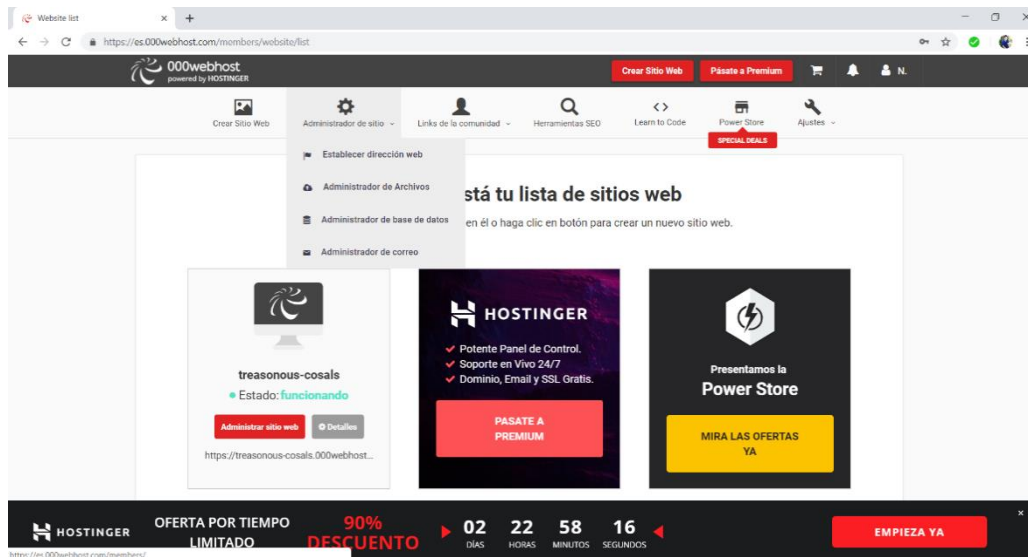 Website list
https://es.000webhost.com/members/website/list
000webhost
powered by HOSTINGER
Crear Sitio Web
Pásate a Premium
N.
Crear Sitio Web
Administrador de sitio
Links de la comunidad
Herramientas SEO
Learn to Code
Power Store
Ajustes
SPECIAL DEALS
Establecer dirección web
Administrador de Archivos
Administrador de base de datos
Administrador de correo
stá tu lista de sitios web
en él o haga clic en botón para crear un nuevo sitio web.
treasonous-cosals
Estado: funcionando
Administrar sitio web
Detalles
https://treasonous-cosals.000webhost...
HOSTINGER
Potente Panel de Control.
Soporte en Vivo 24/7
Dominio, Email y SSL Gratis.
PASATE A
PREMIUM
Presentamos la
Power Store
MIRA LAS OFERTAS
YA
HOSTINGER
OFERTA POR TIEMPO
LIMITADO
90%
DESCUENTO
02
DÍAS
22
HORAS
58
MINUTOS
16
SEGUNDOS
EMPIEZA YA
https://es.000webhost.com/members/